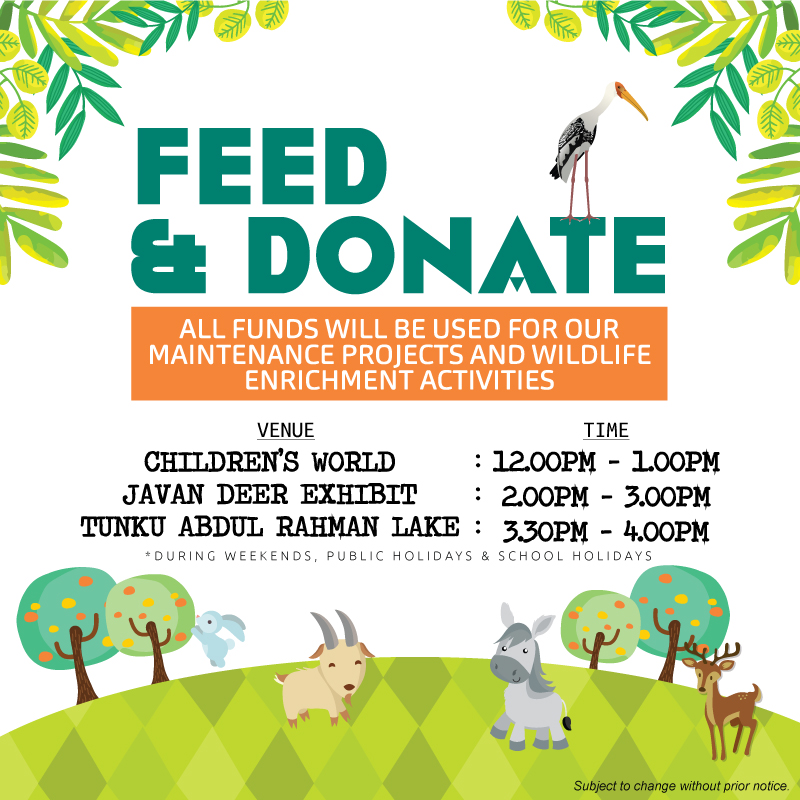 FEED
& DONATE
ALL FUNDS WILL BE USED FOR OUR
MAINTENANCE PROJECTS AND WILDLIFE
ENRICHMENT ACTIVITIES
VENUE TIME
CHILDREN'S WORLD : 12.00PM - 1.00PM
JAVAN DEER EXHIBIT : 2.00PM - 3.00PM
TUNKU ABDUL RAHMAN LAKE : 3.30PM - 4.00PM
*DURING WEEKENDS, PUBLIC HOLIDAYS & SCHOOL HOLIDAYS
Subject to change without prior notice.